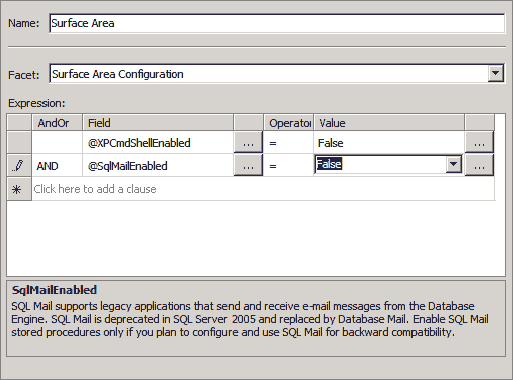 Name: Surface Area
Facet: Surface Area Configuration
Expression:
AndOr Field Operator Value
@XPCmdShellEnabled ... = False ...
AND @SqlMailEnabled ... = False ...
Click here to add a clause
SqlMailEnabled
SQL Mail supports legacy applications that send and receive e-mail messages from the Database
Engine. SQL Mail is deprecated in SQL Server 2005 and replaced by Database Mail. Enable SQL Mail
stored procedures only if you plan to configure and use SQL Mail for backward compatibility.